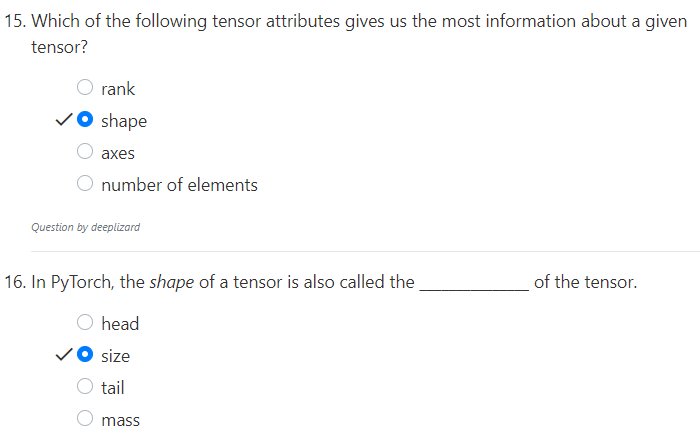 15. Which of the following tensor attributes gives us the most information about a given
tensor?
rank
shape
axes
number of elements
Question by deeplizard
16. In PyTorch, the shape of a tensor is also called the ____________ of the tensor.
head
size
tail
mass